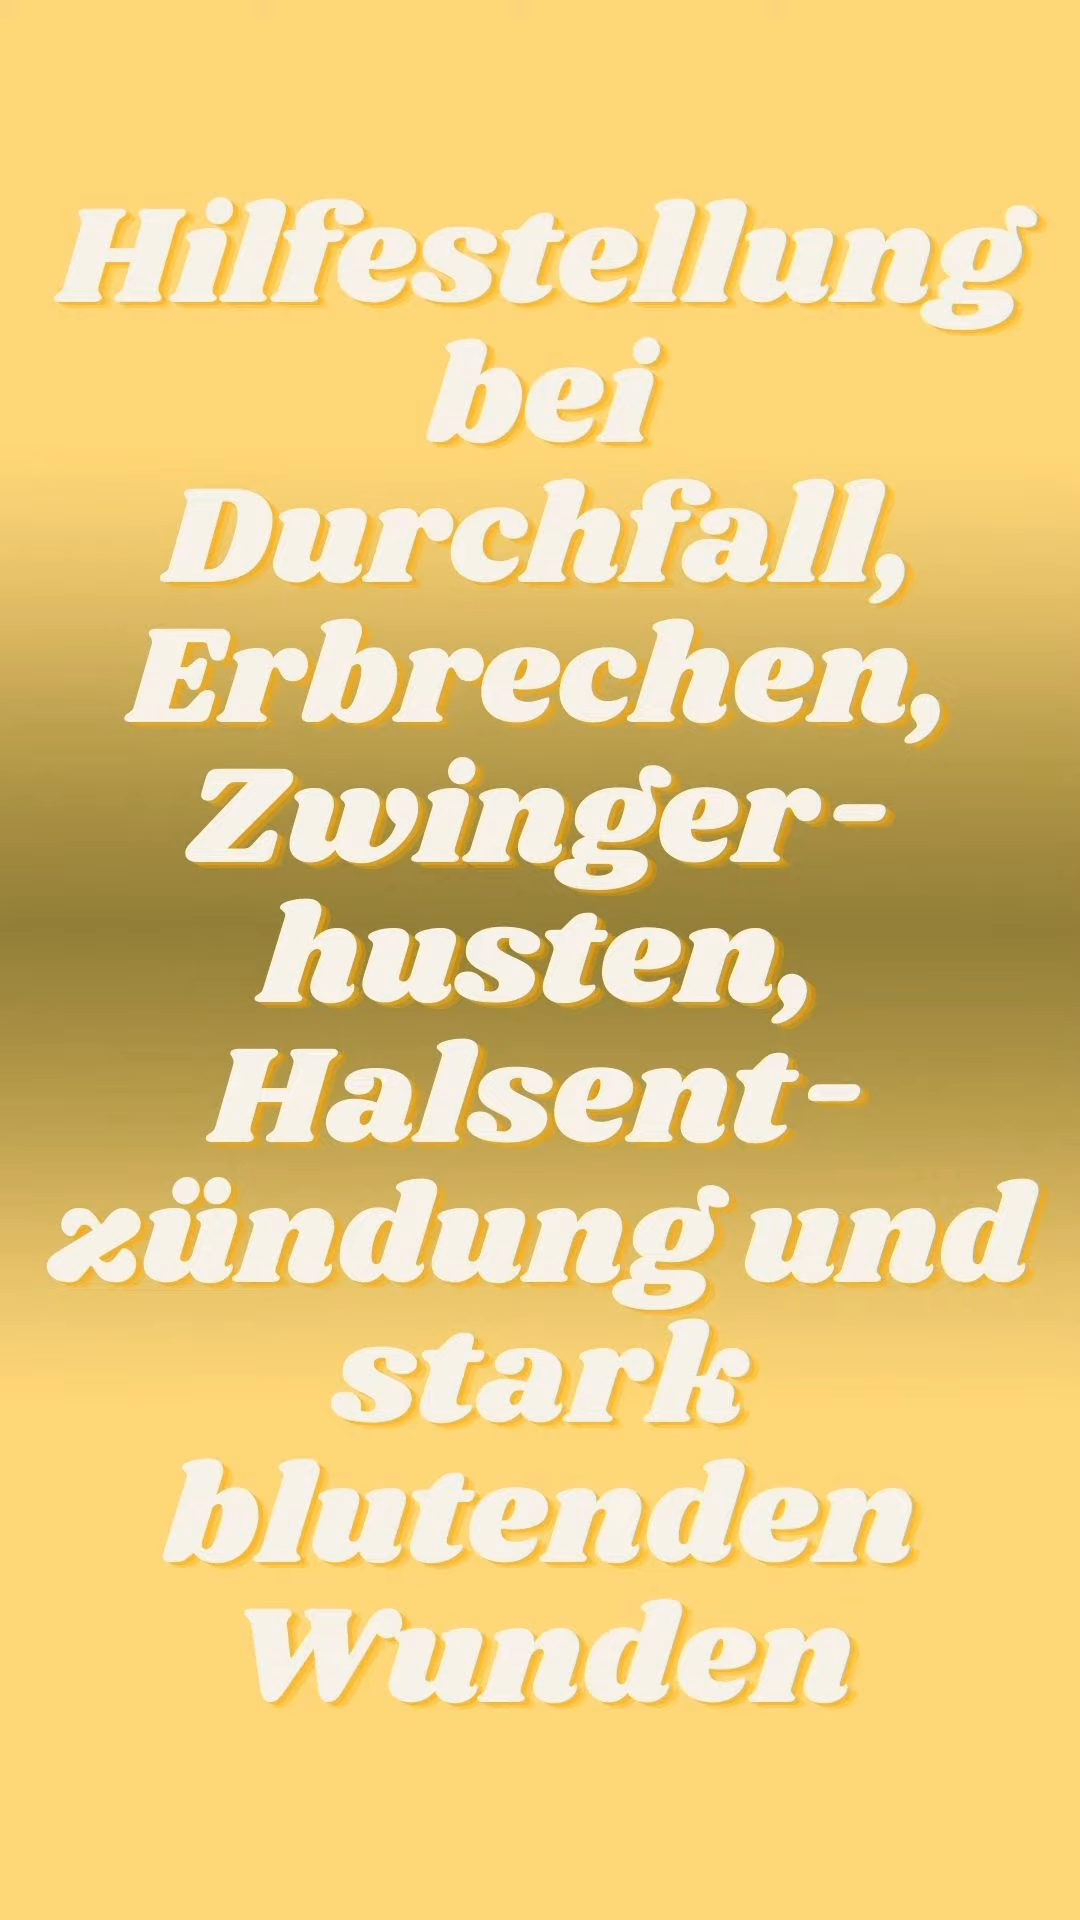 Hilfestellung
bei
Durchfall,
Erbrechen,
Zwinger-
husten,
Halsent-
zündung und
stark
blutenden
Wunden